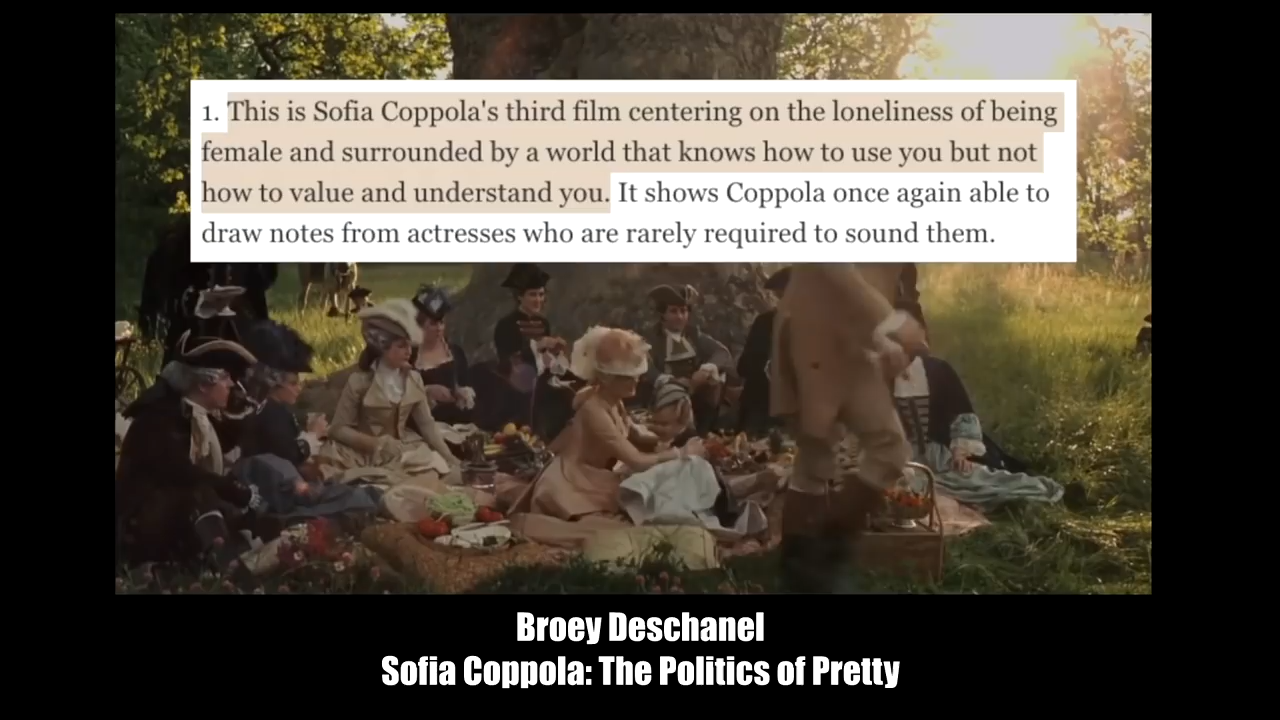 1. This is Sofia Coppola's third film centering on the loneliness of being
female and surrounded by a world that knows how to use you but not
how to value and understand you. It shows Coppola once again able to
draw notes from actresses who are rarely required to sound them.
Broey Deschanel
Sofia Coppola: The Politics of Pretty